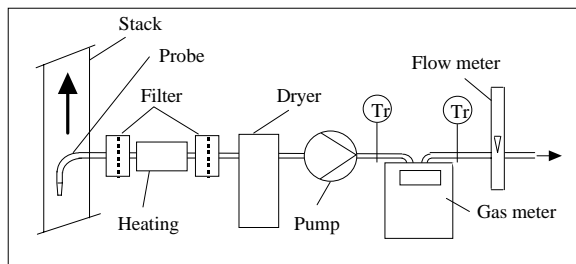 Stack
Probe
Flow meter
Filter
Dryer
Tr
Tr
Heating
Pump
Gas meter